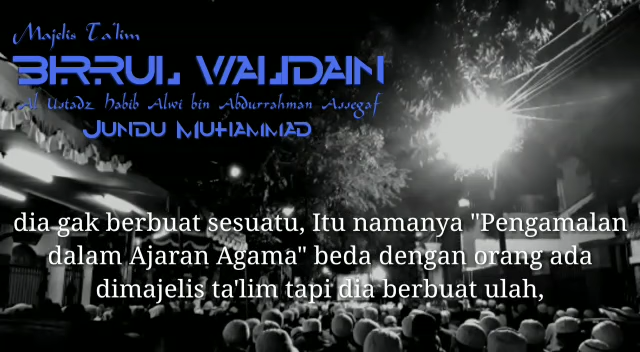 Majelis Ta'lim
BIRRUL WALIDAIN
Al Ustadz Habib Alwi bin Abdurrahman Assegaf
Jundu Muhammad
dia gak berbuat sesuatu, Itu namanya "Pengamalan
dalam Ajaran Agama" beda dengan orang ada
dimajelis ta'lim tapi dia berbuat ulah,